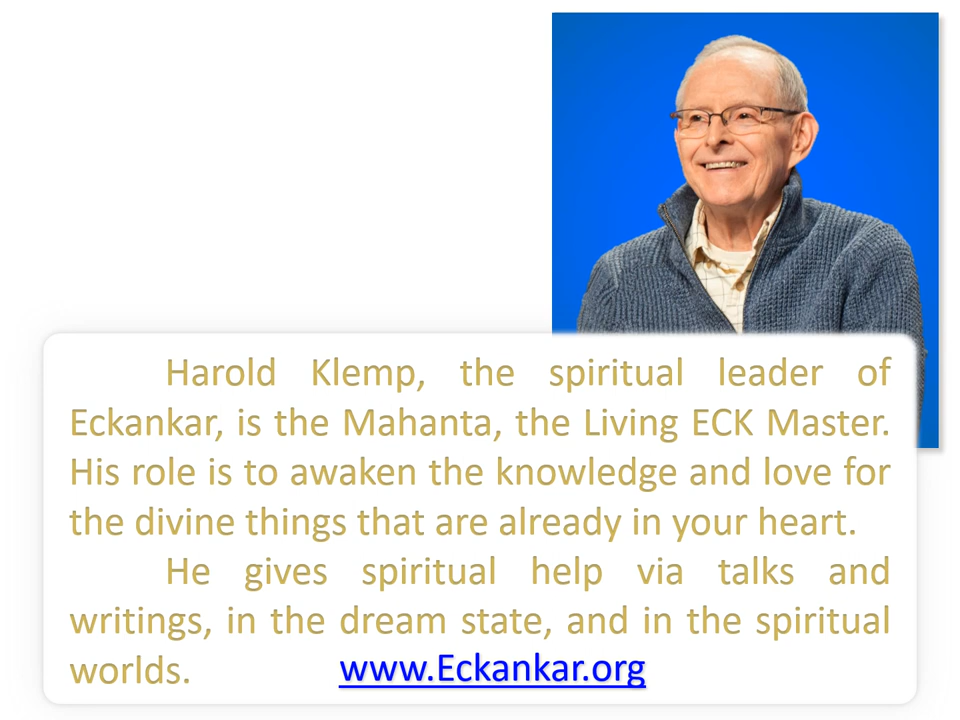 Harold Klemp, the spiritual leader of
Eckankar, is the Mahanta, the Living ECK Master.
His role is to awaken the knowledge and love for
the divine things that are already in your heart.
He gives spiritual help via talks and
writings, in the dream state, and in the spiritual
worlds. www.Eckankar.org